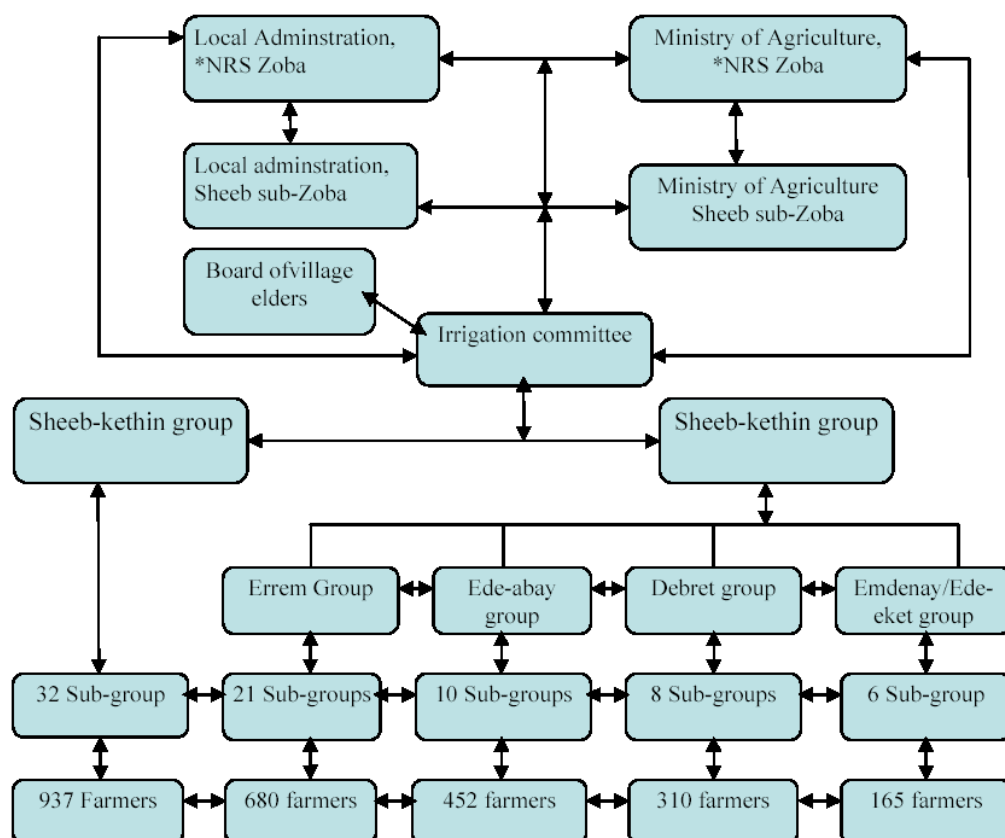 Local Adminstration,
*NRS Zoba
Ministry of Agriculture,
*NRS Zoba
Local adminstration,
Sheeb sub-Zoba
Ministry of Agriculture
Sheeb sub-Zoba
Board ofvillage
elders
Irrigation committee
Sheeb-kethin group
Sheeb-kethin group
Errem Group
Ede-abay
group
Debret group
Emdenay/Ede-
eket group
32 Sub-group
21 Sub-groups
10 Sub-groups
8 Sub-groups
6 Sub-group
937 Farmers
680 farmers
452 farmers
310 farmers
165 farmers